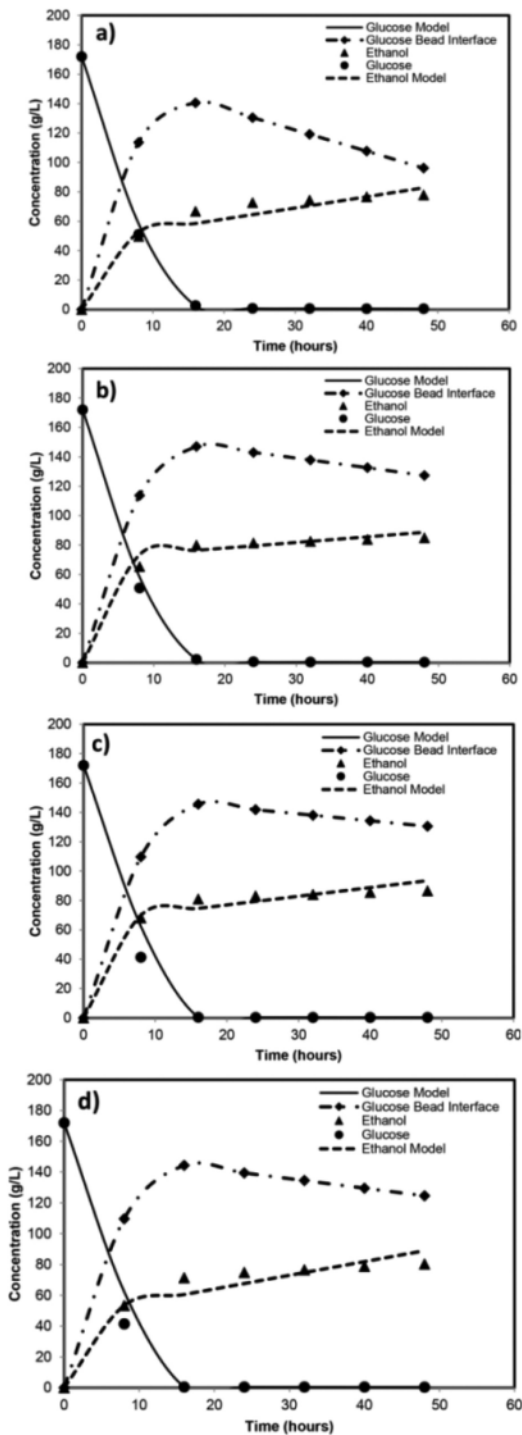 a)
Glucose Model
Glucose Bead Interface
Ethanol
Glucose
Ethanol Model
Concentration (g/L)
200
180
160
140
120
100
80
60
40
20
0
0 10 20 30 40 50 60
Time (hours)
b)
Glucose Model
Glucose Bead Interface
Ethanol
Glucose
Ethanol Model
Concentration (g/L)
200
180
160
140
120
100
80
60
40
20
0
0 10 20 30 40 50 60
Time (hours)
c)
Glucose Model
Glucose Bead Interface
Ethanol
Glucose
Ethanol Model
Concentration (g/L)
200
180
160
140
120
100
80
60
40
20
0
0 10 20 30 40 50 60
Time (hours)
d)
Glucose Model
Glucose Bead Interface
Ethanol
Glucose
Ethanol Model
Concentration (g/L)
200
180
160
140
120
100
80
60
40
20
0
0 10 20 30 40 50 60
Time (hours)